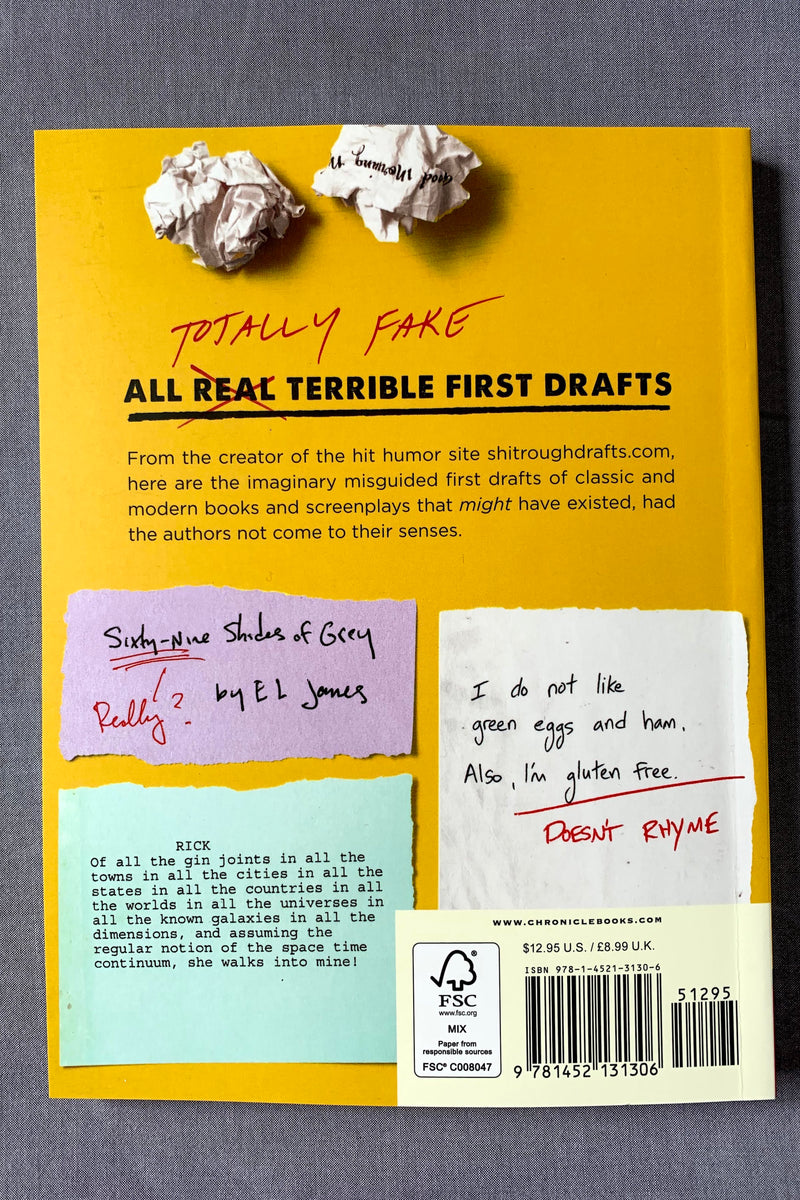 good Morning M
TOTALLY FAKE
ALL REAL TERRIBLE FIRST DRAFTS
From the creator of the hit humor site shitroughdrafts.com,
here are the imaginary misguided first drafts of classic and
modern books and screenplays that might have existed, had
the authors not come to their senses.
Sixty-Nine Shades of Grey
Really?
by E L James
I do not like
green eggs and ham.
Also, I'm gluten free.
DOESN'T RHYME
RICK
Of all the gin joints in all the
towns in all the cities in all the
states in all the countries in all
the worlds in all the universes in
all the known galaxies in all the
dimensions, and assuming the
regular notion of the space time
continuum, she walks into mine!
WWW.CHRONICLEBOOKS.COM
$12.95 U.S. / £8.99 U.K.
ISBN 978-1-4521-3130-6
51295
9 781452 131306
FSC
www.fsc.org
MIX
Paper from
responsible sources
FSC® C008047